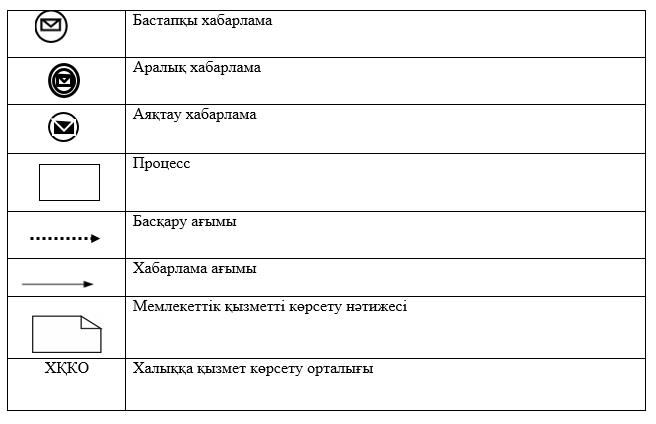 Бастапқы хабарлама
Аралық хабарлама
Аяқтау хабарлама
Процесс
Басқару ағымы
Хабарлама ағымы
Мемлекеттік қызметті көрсету нәтижесі
ХҚКО Халыққа қызмет көрсету орталығы